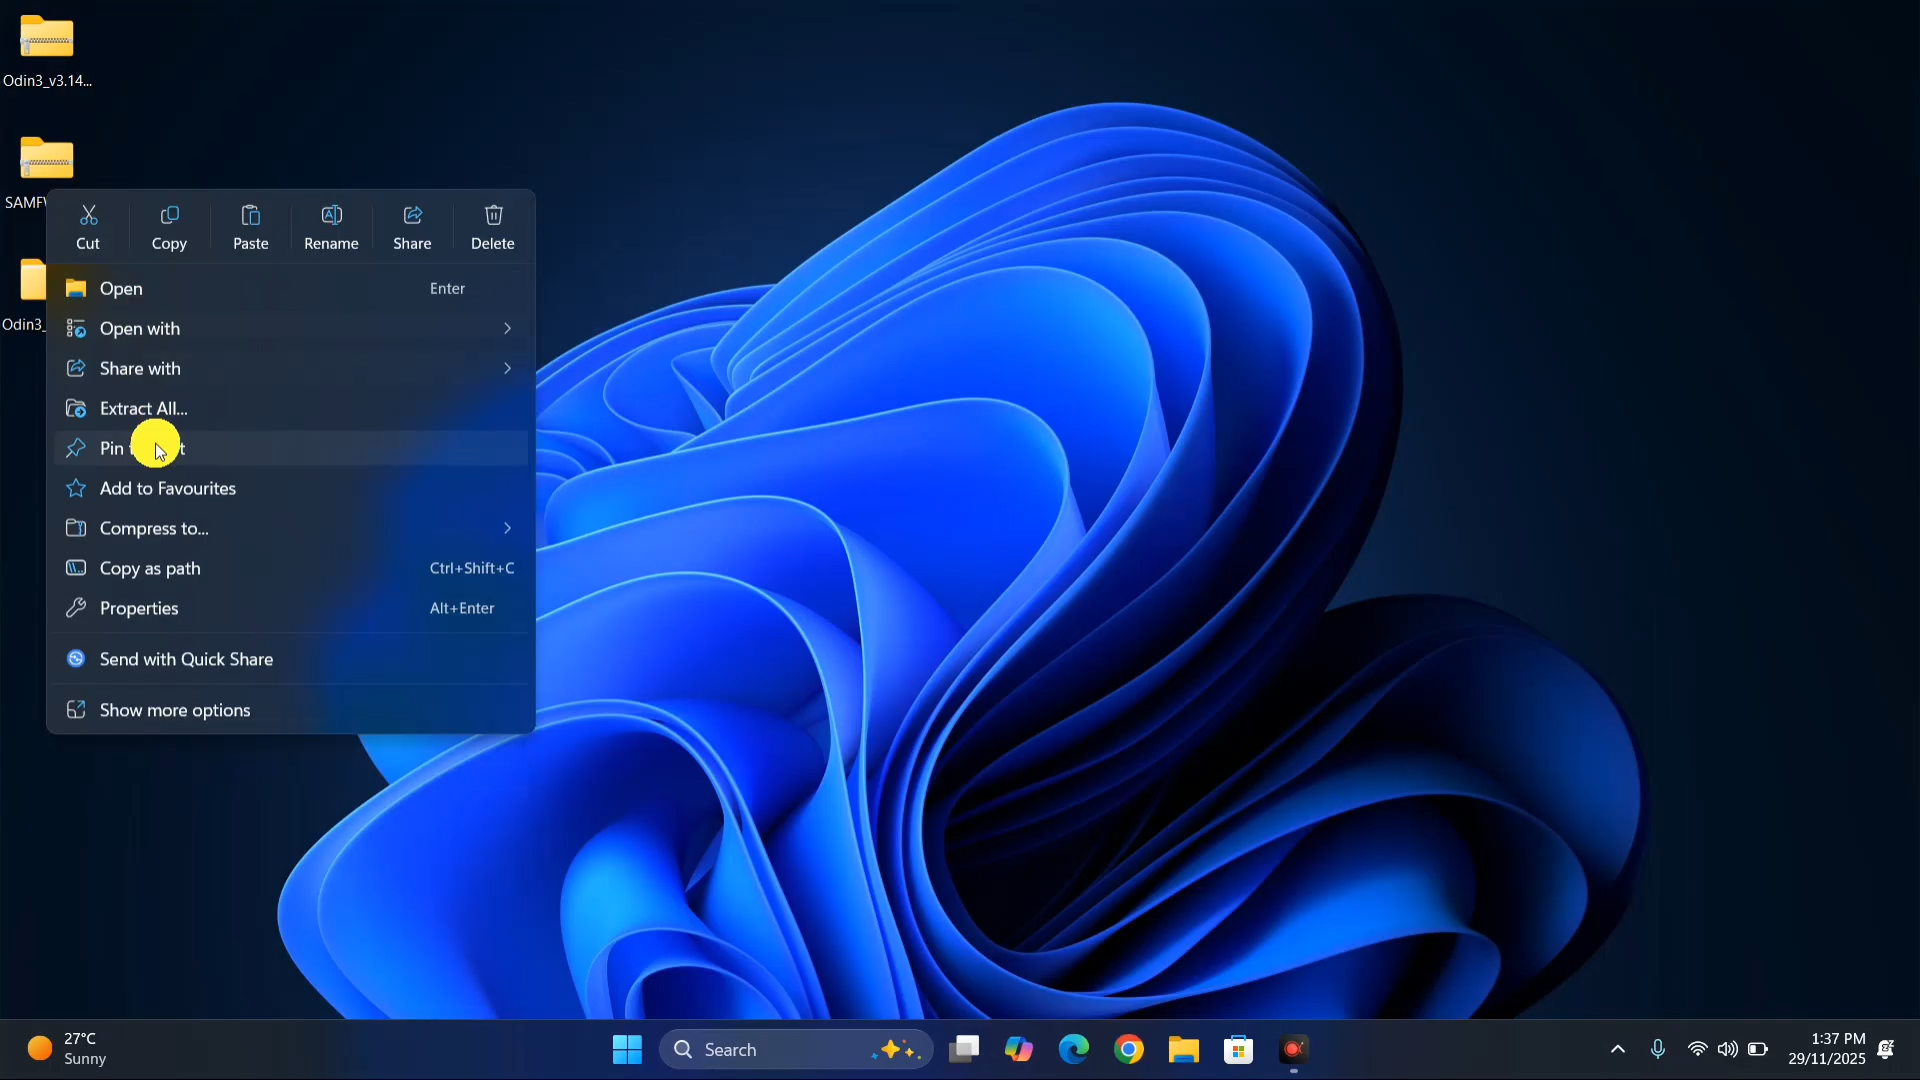 Odin3_v3.14...
SAMFW
Odin3_
Cut
Copy
Paste
Rename
Share
Delete
Open Enter
Open with
Share with
Extract All...
Pin
Add to Favourites
Compress to...
Copy as path Ctrl+Shift+C
Properties Alt+Enter
Send with Quick Share
Show more options
27°C
Sunny
Search
1:37 PM
29/11/2025